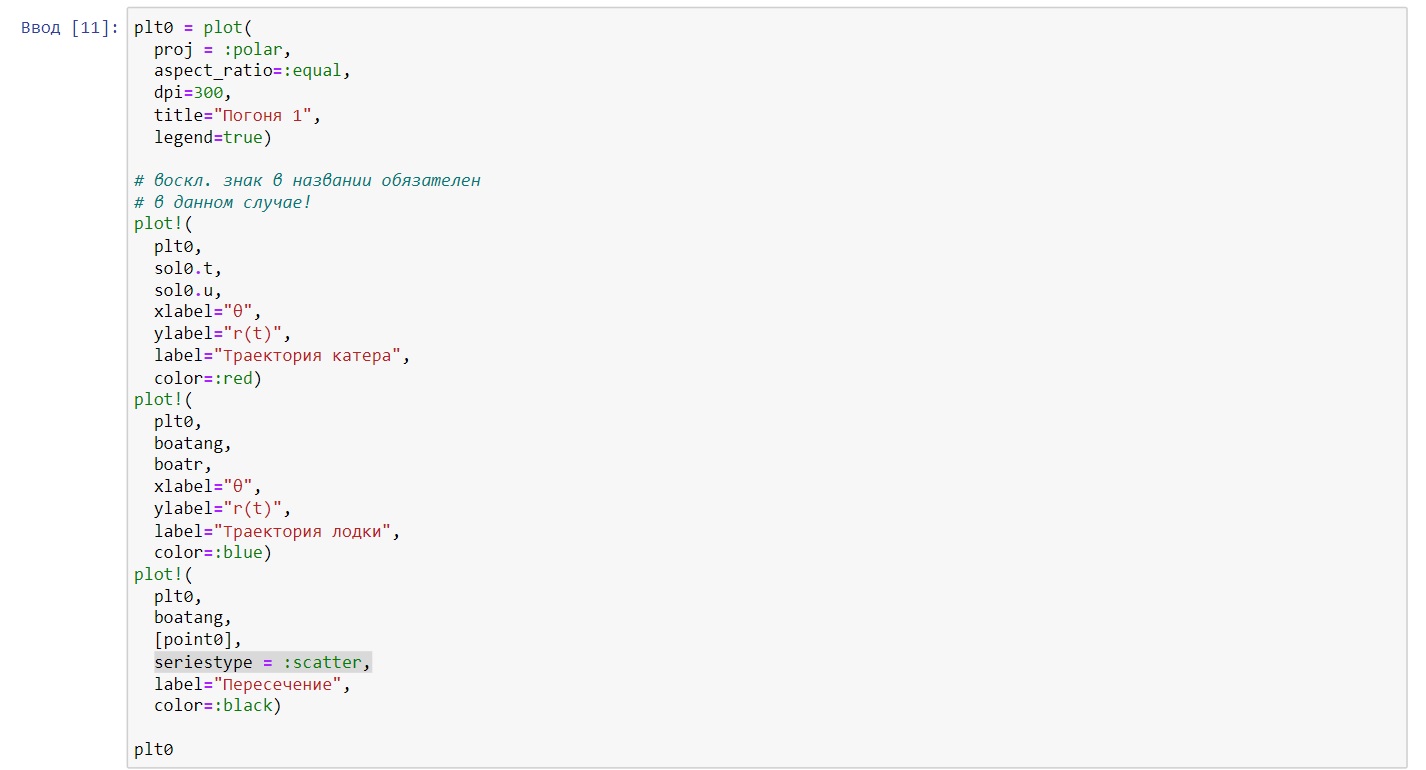 Ввод [11]: plt0 = plot(
proj = :polar,
aspect_ratio=:equal,
dpi=300,
title="Погоня 1",
legend=true)
# воскл. знак в названии обязателен
# в данном случае!
plot!(
plt0,
sol0.t,
sol0.u,
xlabel="θ",
ylabel="r(t)",
label="Траектория катера",
color=:red)
plot!(
plt0,
boatang,
boatr,
xlabel="θ",
ylabel="r(t)",
label="Траектория лодки",
color=:blue)
plot!(
plt0,
boatang,
[point0],
seriestype = :scatter,
label="Пересечение",
color=:black)
plt0